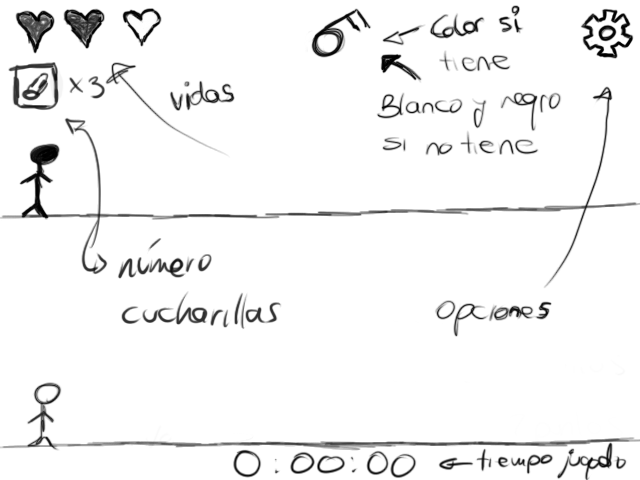 Color si
tiene
x3
vidas
Blanco y negro
si no tiene
número
cucharillas
opciones
0:00:00
tiempo jugado